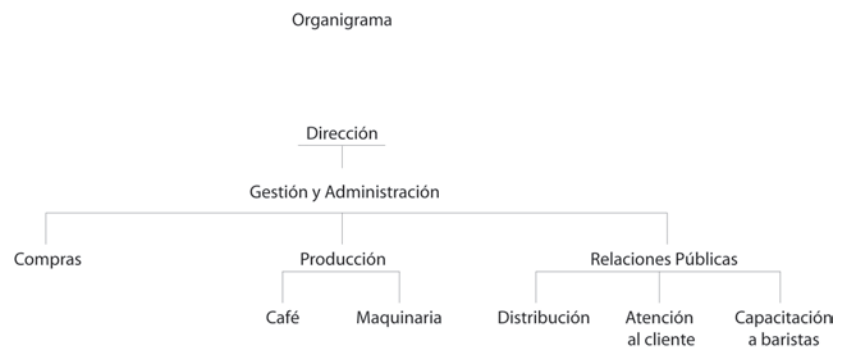 Organigrama
Dirección
Gestión y Administración
Compras
Producción
Relaciones Públicas
Café
Maquinaria
Distribución
Atención
al cliente
Capacitación
a baristas